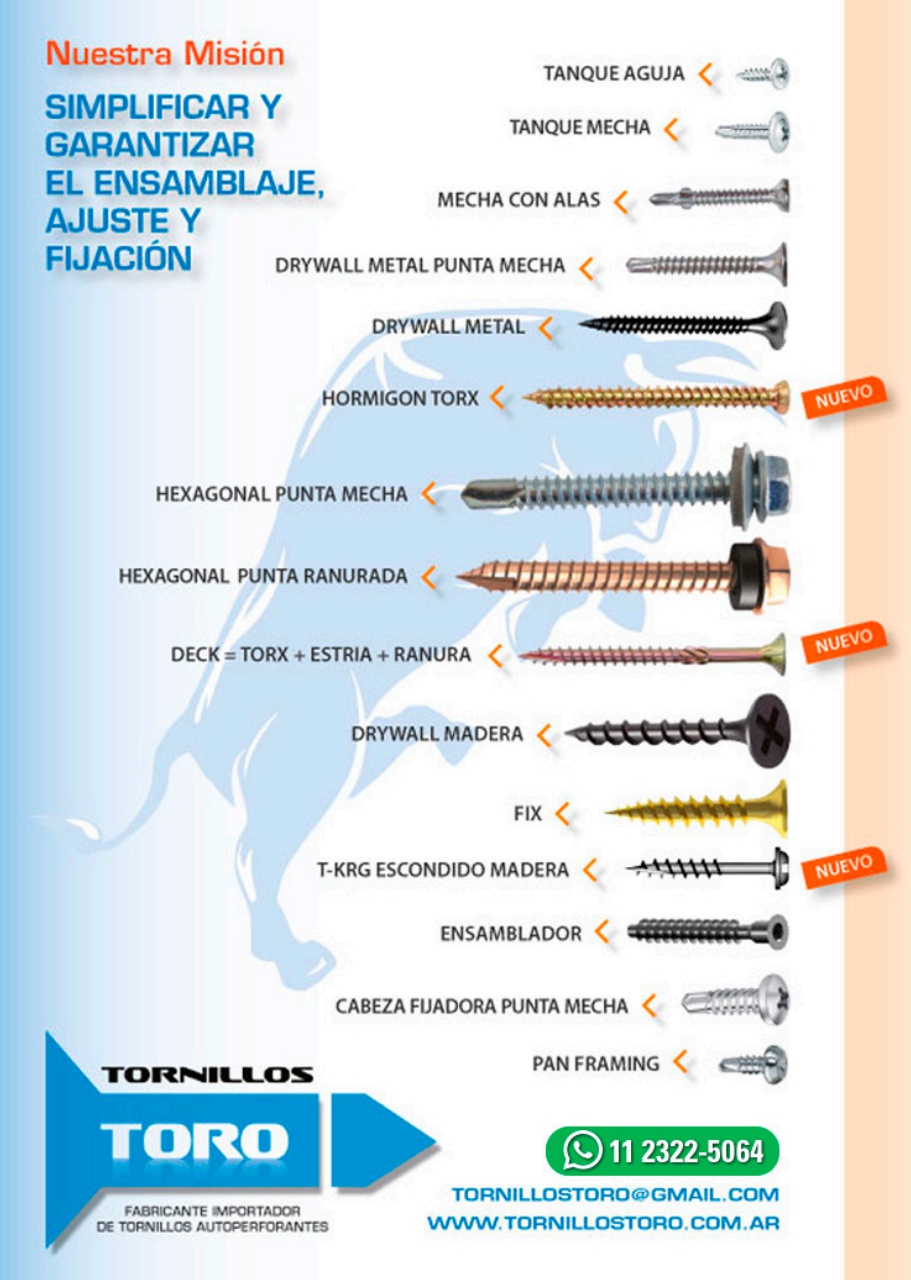 Nuestra Misión
SIMPLIFICAR Y
GARANTIZAR
EL ENSAMBLAJE,
AJUSTE Y
FIJACIÓN
TANQUE AGUJA
TANQUE MECHA
MECHA CON ALAS
DRYWALL METAL PUNTA MECHA
DRYWALL METAL
HORMIGON TORX
NUEVO
HEXAGONAL PUNTA MECHA
HEXAGONAL PUNTA RANURADA
DECK = TORX + ESTRIA + RANURA
NUEVO
DRYWALL MADERA
FIX
T-KRG ESCONDIDO MADERA
NUEVO
ENSAMBLADOR
CABEZA FIJADORA PUNTA MECHA
PAN FRAMING
TORNILLOS
TORO
FABRICANTE IMPORTADOR
DE TORNILLOS AUTOPERFORANTES
11 2322-5064
TORNILLOSTORO@GMAIL.COM
WWW.TORNILLOSTORO.COM.AR